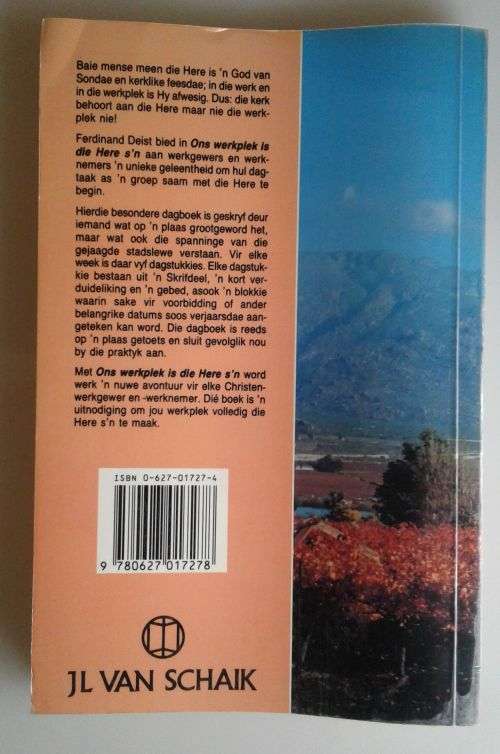 Baie mense meen die Here is 'n God van
Sondae en kerklike feesdae; in die werk en
in die werkplek is Hy afwesig. Dus: die kerk
behoort aan die Here maar nie die werk-
plek nie!
Ferdinand Deist bied in Ons werkplek is
die Here s'n aan werkgewers en werk-
nemers 'n unieke geleentheid om hul dag-
taak as 'n groep saam met die Here te
begin.
Hierdie besondere dagboek is geskryf deur
iemand wat op 'n plaas grootgeword het,
maar wat ook die spanninge van die
gejaagde stadslewe verstaan. Vir elke
week is daar vyf dagstukkies. Elke dagstuk-
kie bestaan uit 'n Skrifdeel, 'n kort ver-
duideliking en 'n gebed, asook 'n blokkie
waarin sake vir voorbidding of ander
belangrike datums soos verjaarsdae aan-
geteken kan word. Die dagboek is reeds
op 'n plaas getoets en sluit gevolglik nou
by die praktyk aan.
Met Ons werkplek is die Here s'n word
werk 'n nuwe avontuur vir elke Christen-
werkgewer en -werknemer. Dié boek is 'n
uitnodiging om jou werkplek volledig die
Here s'n te maak.
ISBN 0-627-01727-4
9 780627 017278
JL VAN SCHAIK